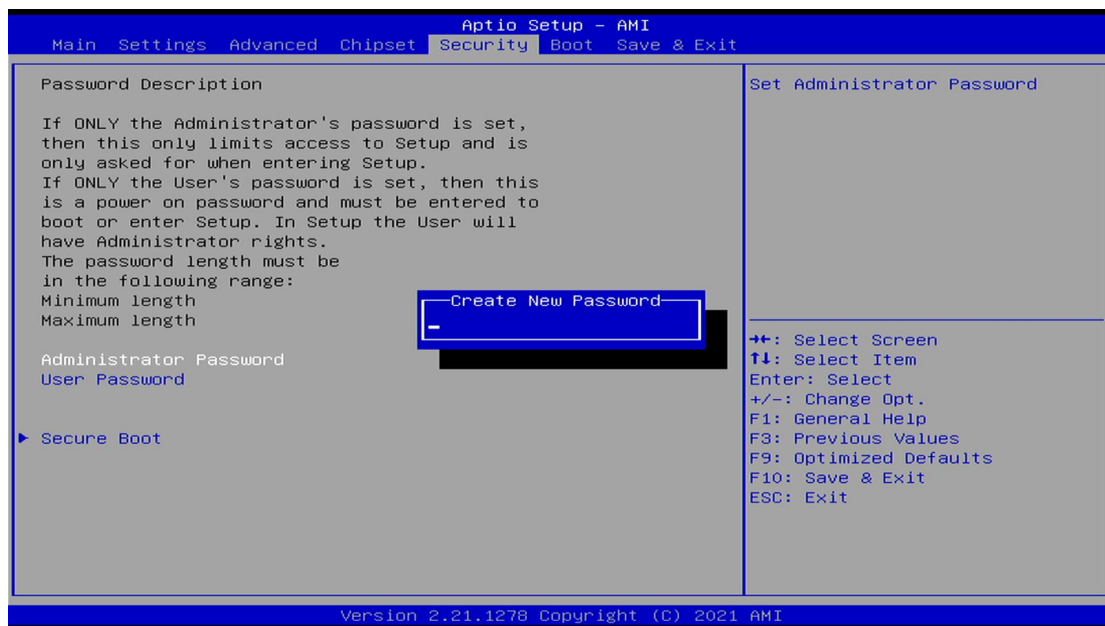 Aptio Setup – AMI
Main Settings Advanced Chipset Security Boot Save & Exit
Password Description
If ONLY the Administrator's password is set,
then this only limits access to Setup and is
only asked for when entering Setup.
If ONLY the User's password is set, then this
is a power on password and must be entered to
boot or enter Setup. In Setup the User will
have Administrator rights.
The password length must be
in the following range:
Minimum length
Maximum length
Administrator Password
User Password
Secure Boot
Create New Password
Set Administrator Password
→←: Select Screen
↑↓: Select Item
Enter: Select
+/-: Change Opt.
F1: General Help
F3: Previous Values
F9: Optimized Defaults
F10: Save & Exit
ESC: Exit
Version 2.21.1278 Copyright (C) 2021 AMI